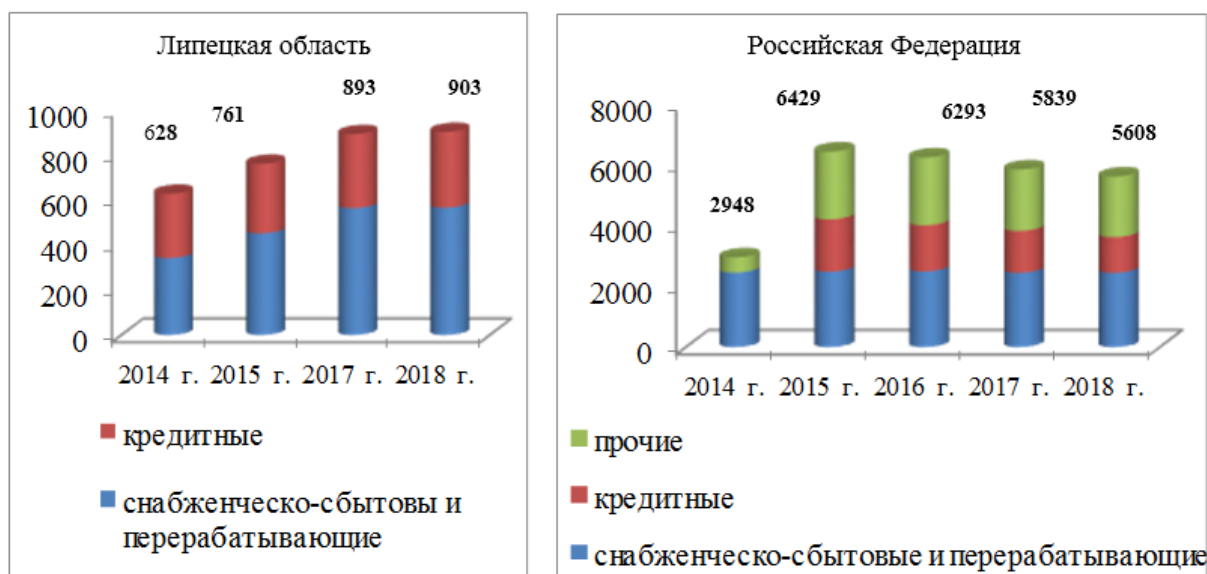 Липецкая область
893
903
761
628
1000
800
600
400
200
0
2014 г. 2015 г. 2017 г. 2018 г.
кредитные
снабженческо-сбытовы и
перерабатывающие
Российская Федерация
6429
6293
5839
5608
2948
8000
6000
4000
2000
0
2014 г. 2015 г. 2016 г. 2017 г. 2018 г.
прочие
кредитные
снабженческо-сбытовые и перерабатывающие